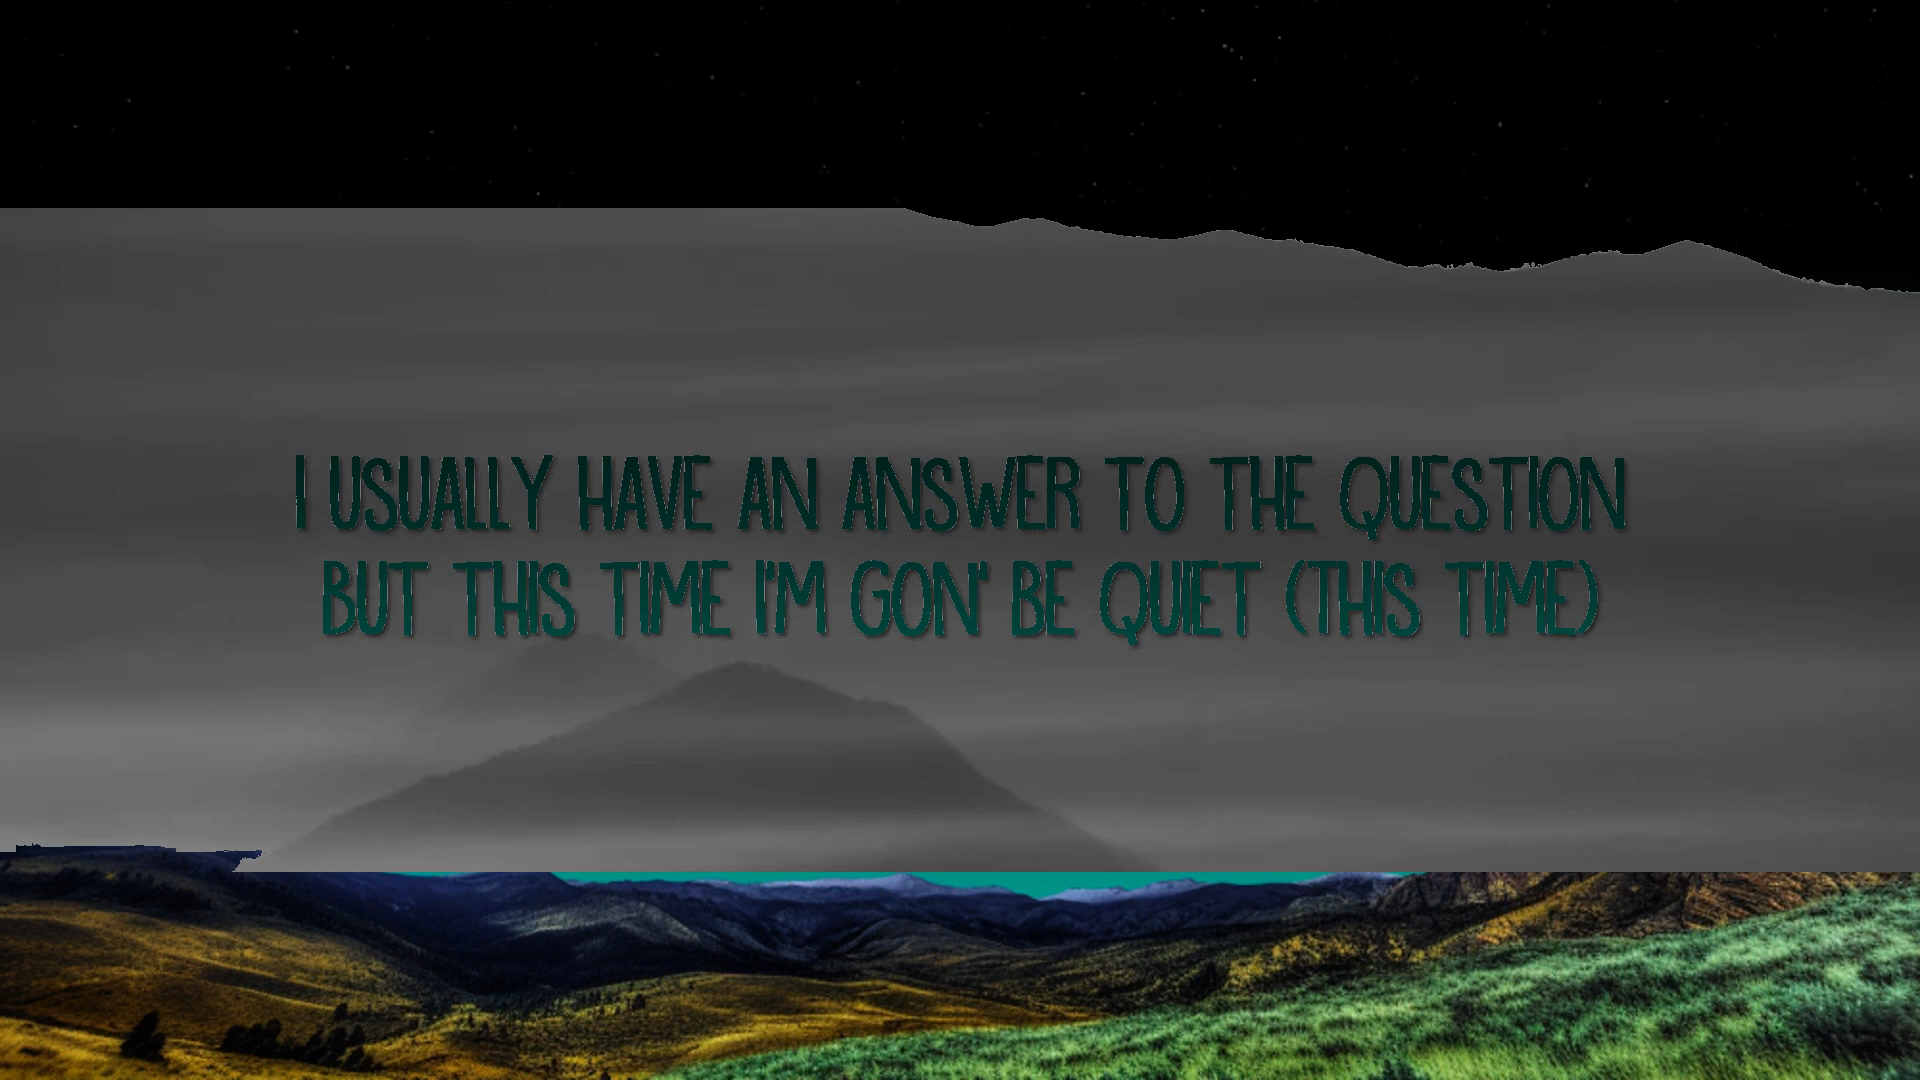 I USUALLY HAVE AN ANSWER TO THE QUESTION
BUT THIS TIME I'M GON' BE QUIET (THIS TIME)